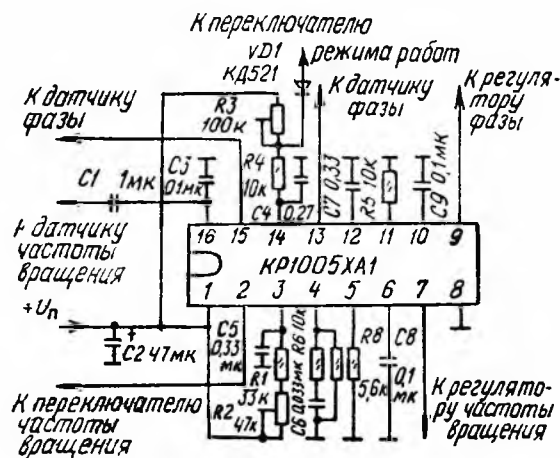 К переключателю
режима работ
VD1
КД521
К датчику
фазы
К регуля-
тору
фазы
К датчику
фазы
R3
100к
C1
1мк
C3
0,1мк
R4
10к
C4
0,27
C7 0,33
R5 10к
C9 0,1мк
К датчику
частоты
вращения
16 15 14 13 12 11 10 9
КР1005ХА1
1 2 3 4 5 6 7 8
+Uп
+
C2 47мк
C5
0,33
мк
R1
33к
R2
47к
R6 10к
C6 0,033мк
R8
5,6к
C8
0,1
мк
К переключателю
частоты
вращения
К регулято-
ру частоты
вращения